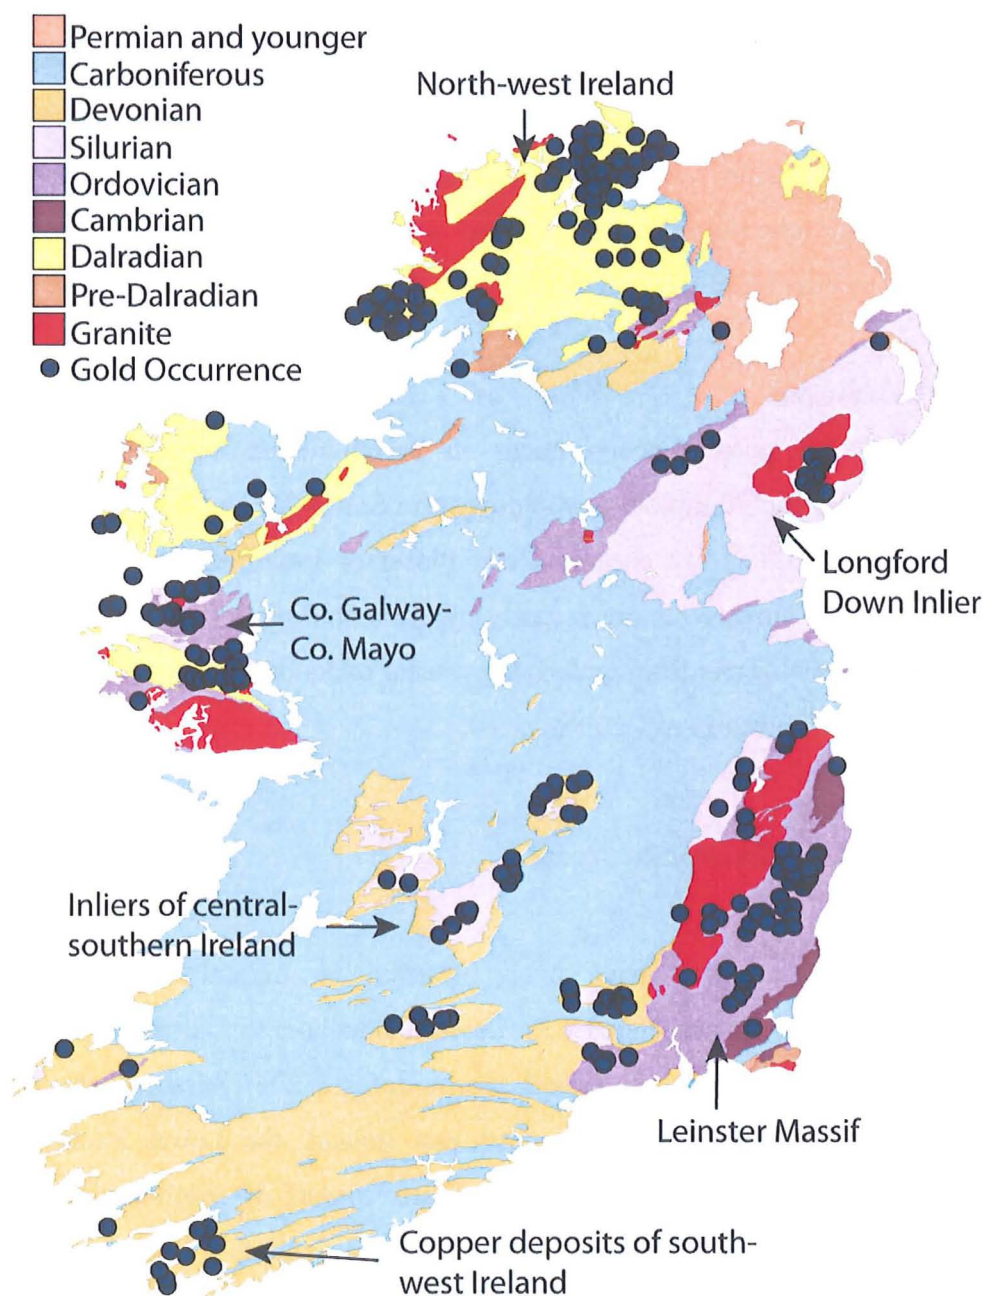 Permian and younger
Carboniferous
Devonian
Silurian
Ordovician
Cambrian
Dalradian
Pre-Dalradian
Granite
Gold Occurrence
North-west Ireland
Longford
Down Inlier
Co. Galway-
Co. Mayo
Inliers of central-
southern Ireland
Leinster Massif
Copper deposits of south-
west Ireland